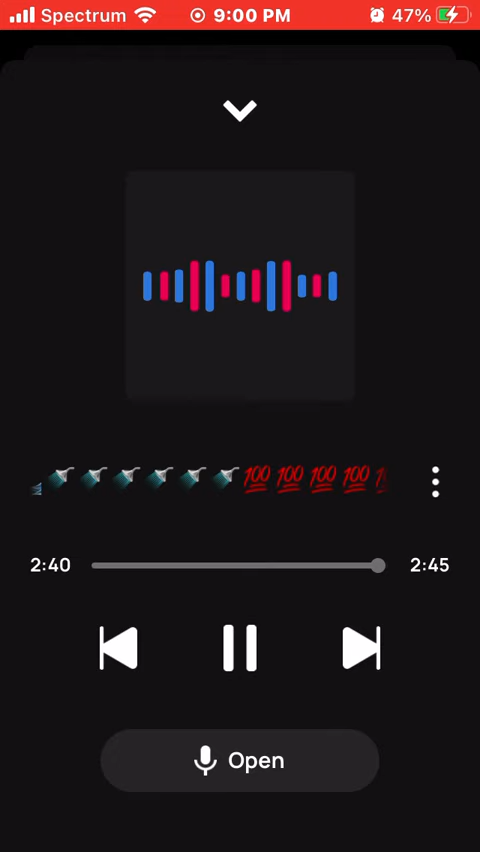 Spectrum 9:00 PM 47%
🚿🚿🚿🚿🚿🚿💯💯💯💯
2:40 2:45
Open